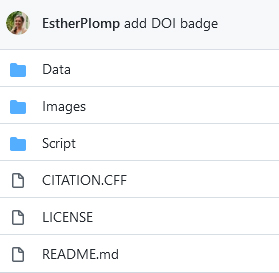 EstherPlomp add DOI badge
Data
Images
Script
CITATION.CFF
LICENSE
README.md